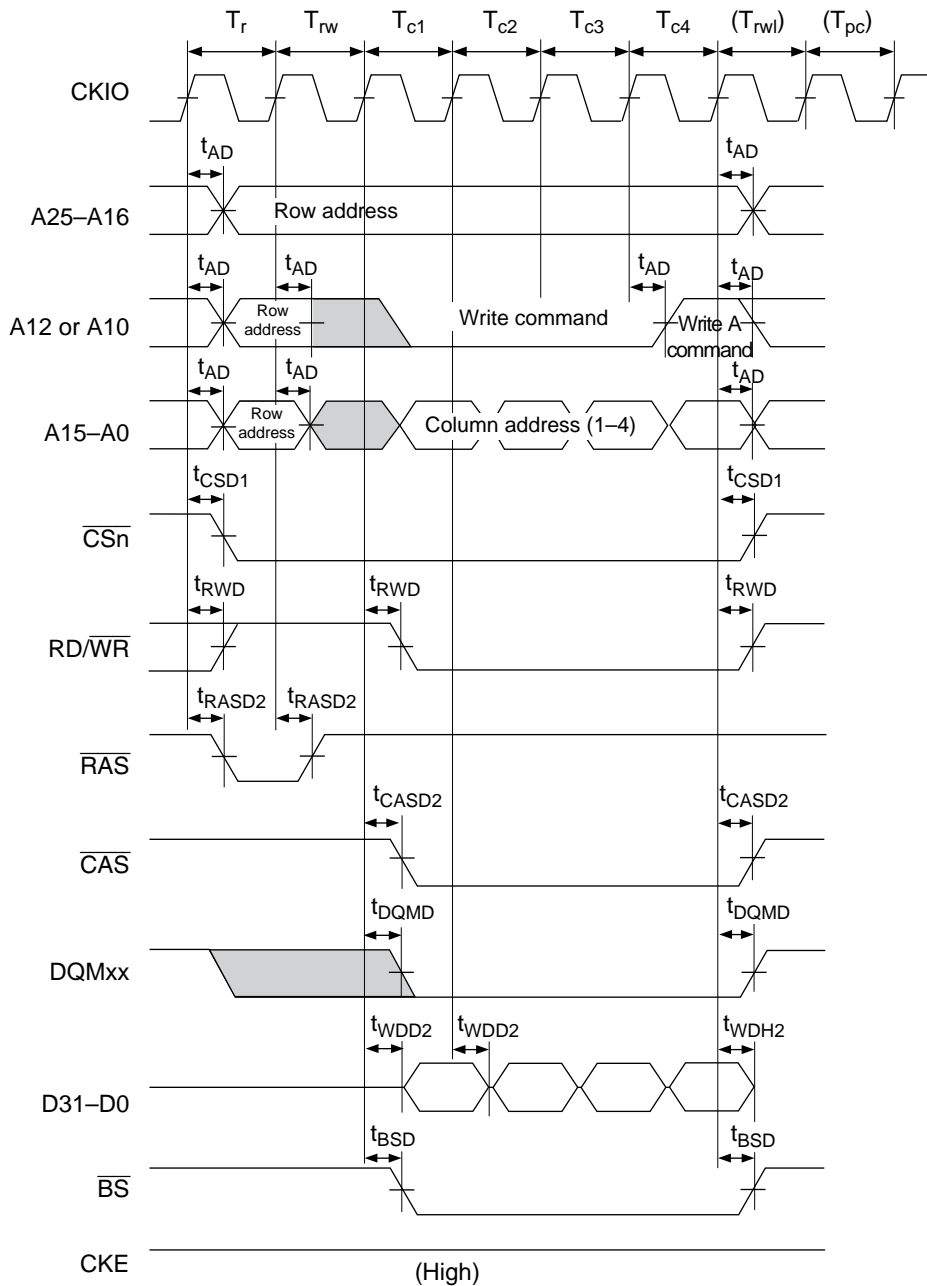 Tr Trw Tc1 Tc2 Tc3 Tc4 (Trwl) (Tpc)
CKIO
tAD tAD
A25–A16 Row address
tAD tAD tAD tAD
A12 or A10 Row address Write command Write A command
tAD tAD tAD
A15–A0 Row address Column address (1–4)
tCSD1 tCSD1
CSn
tRWD tRWD tRWD
RD/WR
tRASD2 tRASD2
RAS
tCASD2 tCASD2
CAS
tDQMD tDQMD
DQMxx
tWDD2 tWDD2 tWDH2
D31–D0
tBSD tBSD
BS
CKE (High)